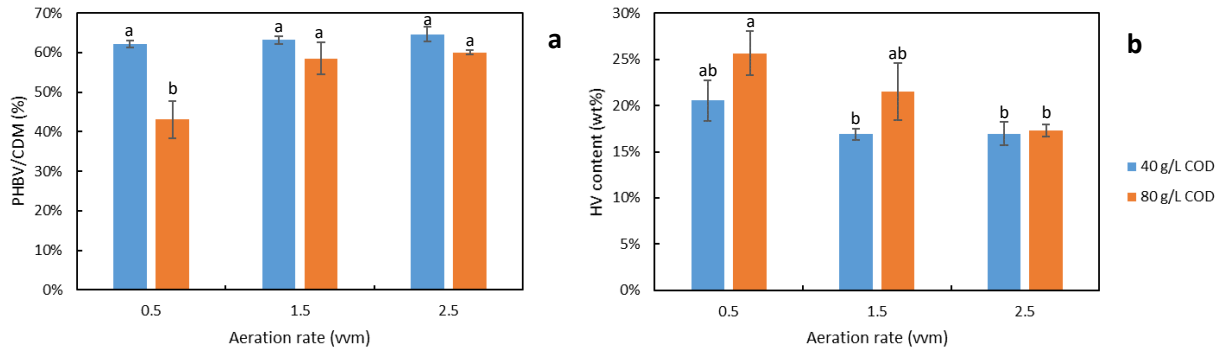 70%
60%
50%
40%
30%
20%
10%
0%
PHBV/CDM (%)
a
b
a
a
a
a
0.5
1.5
2.5
Aeration rate (vvm)
a
30%
25%
20%
15%
10%
5%
0%
HV content (wt%)
ab
a
b
ab
b
b
0.5
1.5
2.5
Aeration rate (vvm)
b
40 g/L COD
80 g/L COD